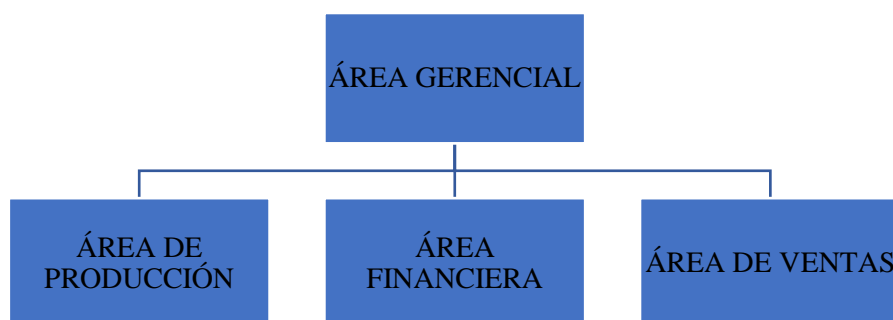 ÁREA GERENCIAL
ÁREA DE
PRODUCCIÓN
ÁREA
FINANCIERA
ÁREA DE VENTAS